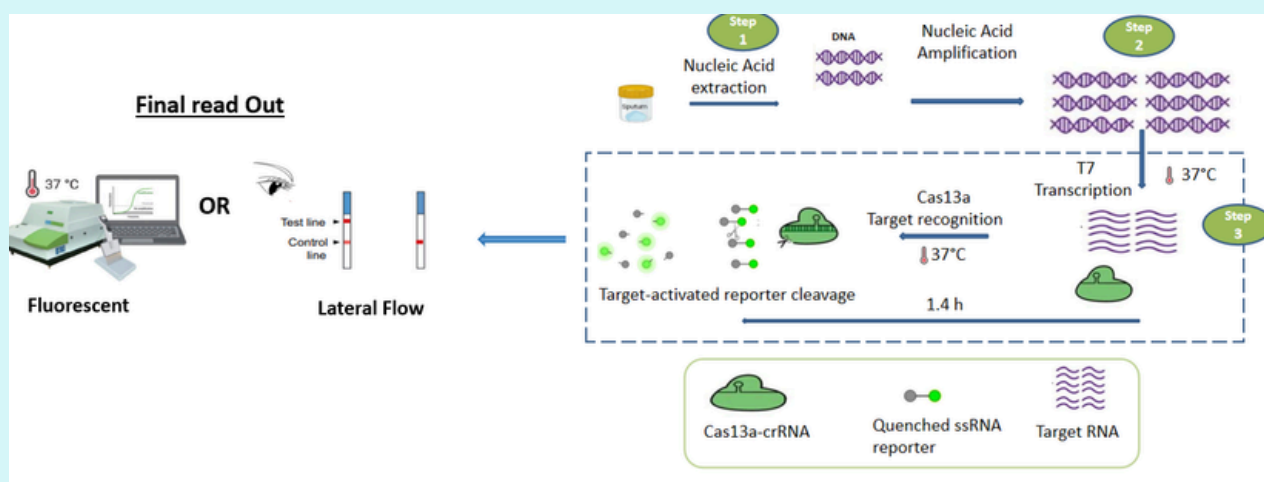 Step
1
Nucleic Acid
extraction
Sputum
DNA
Nucleic Acid
Amplification
Step
2
T7
Transcription
37°C
Step
3
Cas13a
Target recognition
37°C
Target-activated reporter cleavage
1.4 h
Final read Out
37 °C
OR
Test line
Control
line
Fluorescent
Lateral Flow
Cas13a-crRNA
Quenched ssRNA
reporter
Target RNA